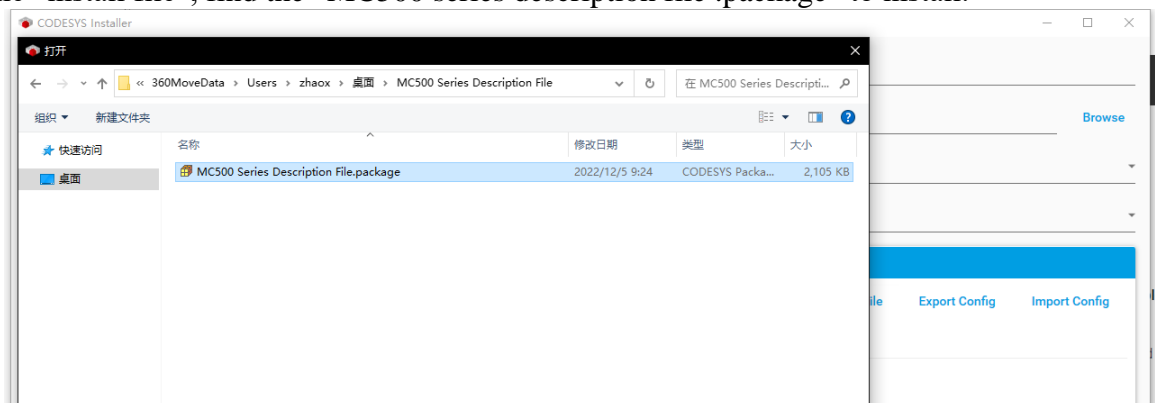 "install file", find the "MC500 series description file .package" to install.
CODESYS Installer
打开
« 360MoveData › Users › zhaox › 桌面 › MC500 Series Description File
在 MC500 Series Descripti...
组织
新建文件夹
Browse
快速访问
桌面
名称
修改日期
类型
大小
MC500 Series Description File.package
2022/12/5 9:24
CODESYS Packa...
2,105 KB
ile
Export Config
Import Config